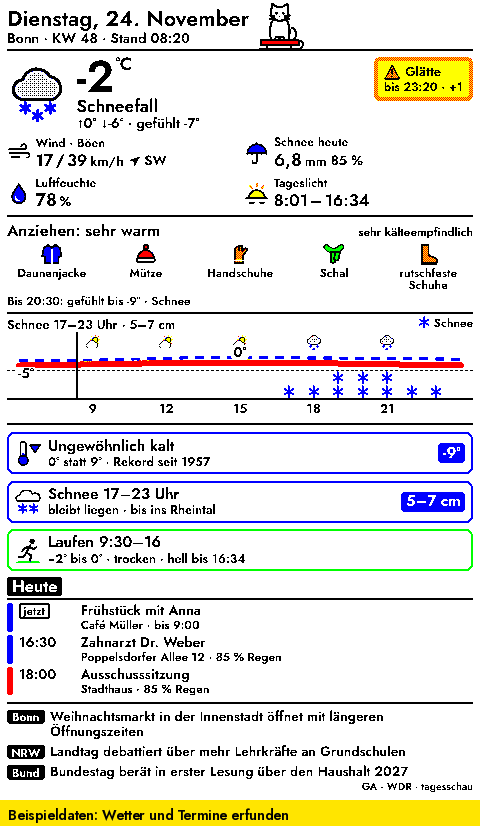 Dienstag, 24. November
Bonn · KW 48 · Stand 08:20
-2°C
Schneefall
↑0° ↓-6° · gefühlt -7°
Glätte
bis 23:20 · +1
Wind · Böen
17 / 39 km/h ➤ SW
Schnee heute
6,8 mm 85 %
Luftfeuchte
78 %
Tageslicht
8:01 – 16:34
Anziehen: sehr warm
sehr kälteempfindlich
Daunenjacke
Mütze
Handschuhe
Schal
rutschfeste
Schuhe
Bis 20:30: gefühlt bis -9° · Schnee
Schnee 17–23 Uhr · 5–7 cm
Schnee
0°
-5°
9 12 15 18 21
Ungewöhnlich kalt
0° statt 9° · Rekord seit 1957
-9°
Schnee 17–23 Uhr
bleibt liegen · bis ins Rheintal
5–7 cm
Laufen 9:30–16
−2° bis 0° · trocken · hell bis 16:34
Heute
jetzt Frühstück mit Anna
Café Müller · bis 9:00
16:30 Zahnarzt Dr. Weber
Poppelsdorfer Allee 12 · 85 % Regen
18:00 Ausschusssitzung
Stadthaus · 85 % Regen
Bonn Weihnachtsmarkt in der Innenstadt öffnet mit längeren
Öffnungszeiten
NRW Landtag debattiert über mehr Lehrkräfte an Grundschulen
Bund Bundestag berät in erster Lesung über den Haushalt 2027
GA · WDR · tagesschau
Beispieldaten: Wetter und Termine erfunden